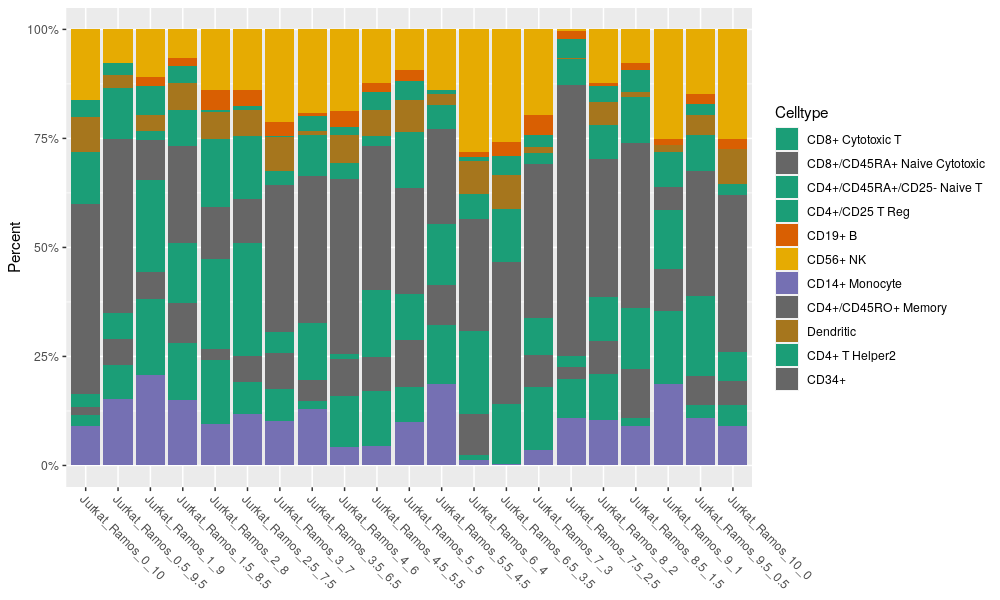 100%
75%
50%
25%
0%
Percent
Jurkat_Ramos_0_10
Jurkat_Ramos_0.5_9.5
Jurkat_Ramos_1_9
Jurkat_Ramos_1.5_8.5
Jurkat_Ramos_2_8
Jurkat_Ramos_2.5_7.5
Jurkat_Ramos_3_7
Jurkat_Ramos_3.5_6.5
Jurkat_Ramos_4_6
Jurkat_Ramos_4.5_5.5
Jurkat_Ramos_5_5
Jurkat_Ramos_5.5_4.5
Jurkat_Ramos_6_4
Jurkat_Ramos_6.5_3.5
Jurkat_Ramos_7_3
Jurkat_Ramos_7.5_2.5
Jurkat_Ramos_8_2
Jurkat_Ramos_8.5_1.5
Jurkat_Ramos_9_1
Jurkat_Ramos_9.5_0.5
Jurkat_Ramos_10_0
Celltype
CD8+ Cytotoxic T
CD8+/CD45RA+ Naive Cytotoxic
CD4+/CD45RA+/CD25- Naive T
CD4+/CD25 T Reg
CD19+ B
CD56+ NK
CD14+ Monocyte
CD4+/CD45RO+ Memory
Dendritic
CD4+ T Helper2
CD34+